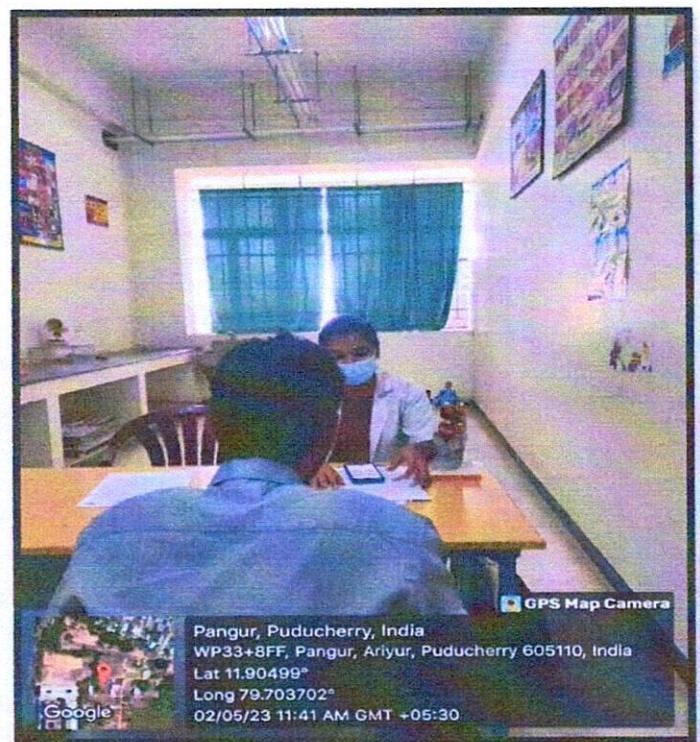 GPS Map Camera
Pangur, Puducherry, India
WP33+8FF, Pangur, Ariyur, Puducherry 605110, India
Lat 11.90499°
Long 79.703702°
02/05/23 11:41 AM GMT +05:30
Google